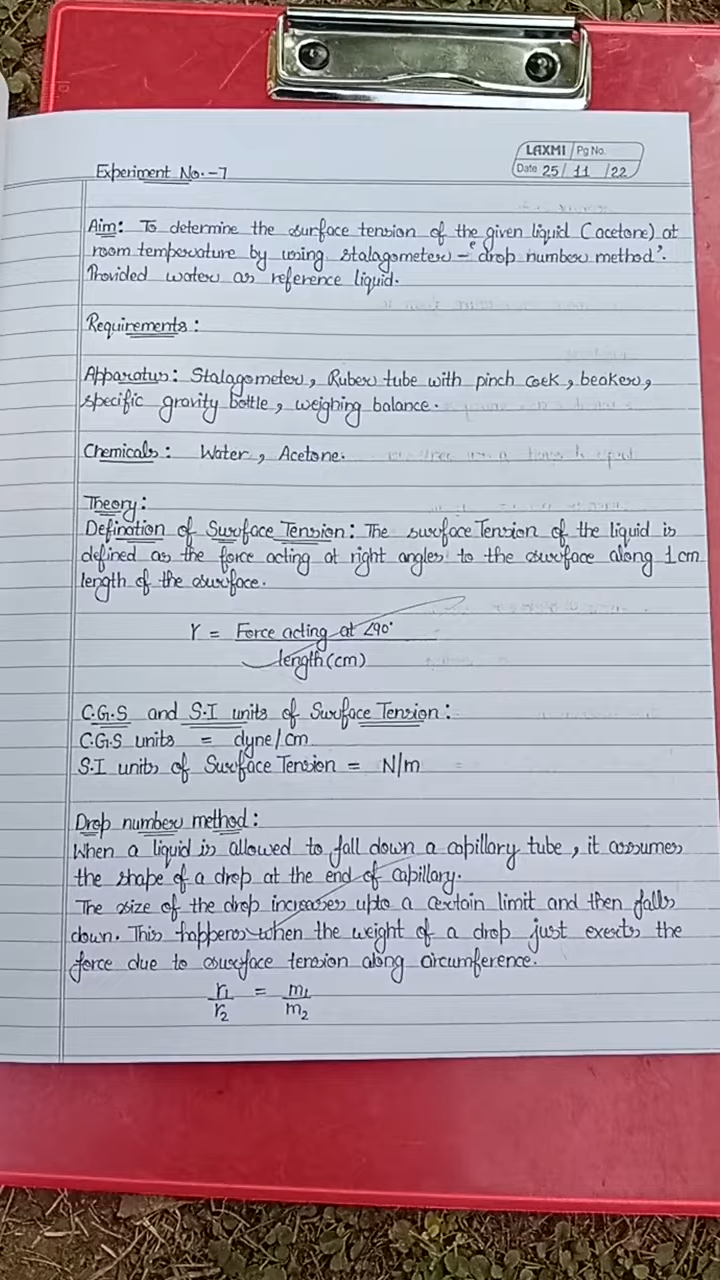 LAXMI Pg No.
Date 25/11/22
Experiment No.-7
Aim: To determine the surface tension of the given liquid (acetone) at
room temperature by using stalagometer - 'drop number method'.
Provided water as reference liquid.
Requirements:
Apparatus: Stalagometer, Ruber tube with pinch cock, beaker,
specific gravity bottle, weighing balance.
Chemicals: Water, Acetone.
Theory:
Defination of Surface Tension: The surface Tension of the liquid is
defined as the force acting at right angles to the surface along 1cm
length of the surface.
γ = Force acting at ∠90°
length(cm)
C.G.S and S.I units of Surface Tension:
C.G.S units = dyne/cm
S.I units of Surface Tension = N/m
Drop number method:
When a liquid is allowed to fall down a capillary tube, it assumes
the shape of a drop at the end of capillary.
The size of the drop increases upto a certain limit and then falls
down. This happens when the weight of a drop just exerts the
force due to surface tension along circumference.
r1 = m1
r2 m2